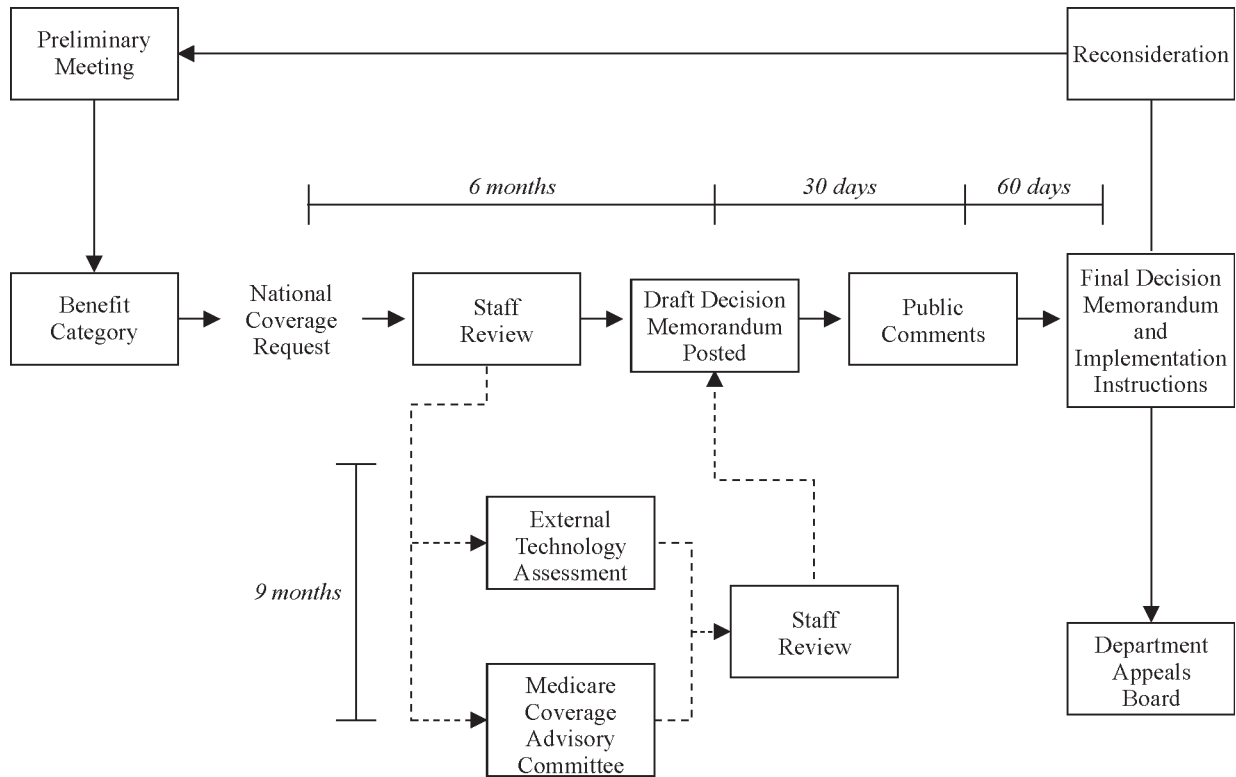 Preliminary
Meeting
Reconsideration
6 months
30 days
60 days
Benefit
Category
National
Coverage
Request
Staff
Review
Draft Decision
Memorandum
Posted
Public
Comments
Final Decision
Memorandum
and
Implementation
Instructions
9 months
External
Technology
Assessment
Staff
Review
Medicare
Coverage
Advisory
Committee
Department
Appeals
Board